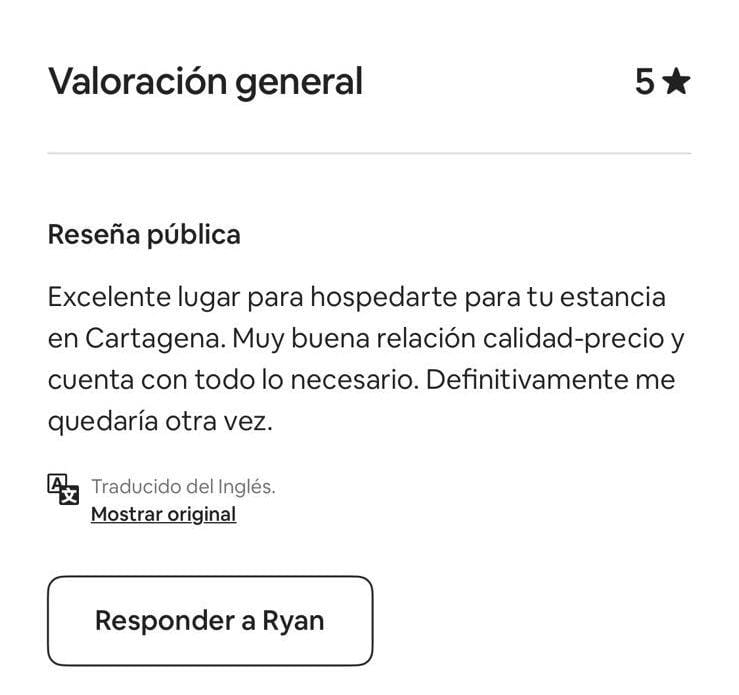 Valoración general 5 ★
Reseña pública
Excelente lugar para hospedarte para tu estancia
en Cartagena. Muy buena relación calidad-precio y
cuenta con todo lo necesario. Definitivamente me
quedaría otra vez.
A 文 Traducido del Inglés.
Mostrar original
Responder a Ryan